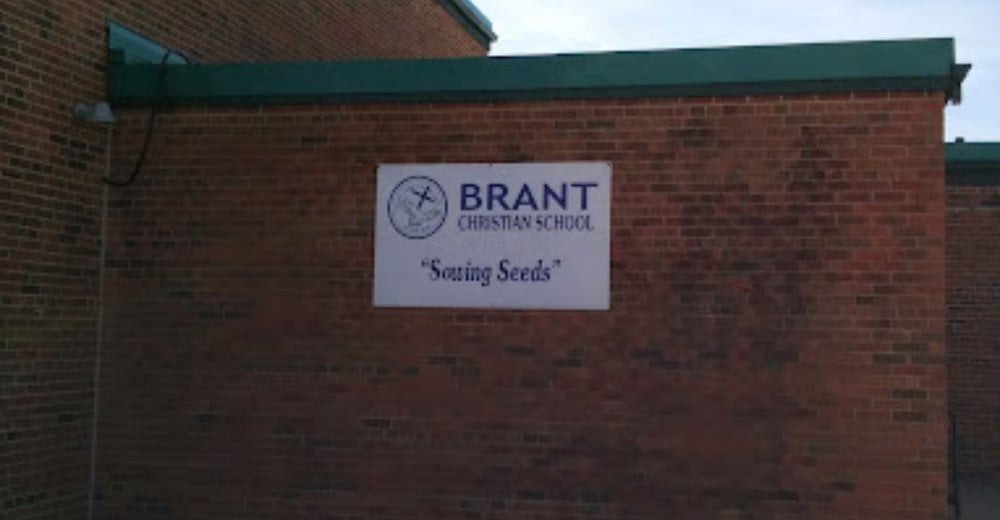 BRANT
CHRISTIAN SCHOOL
"Sowing Seeds"